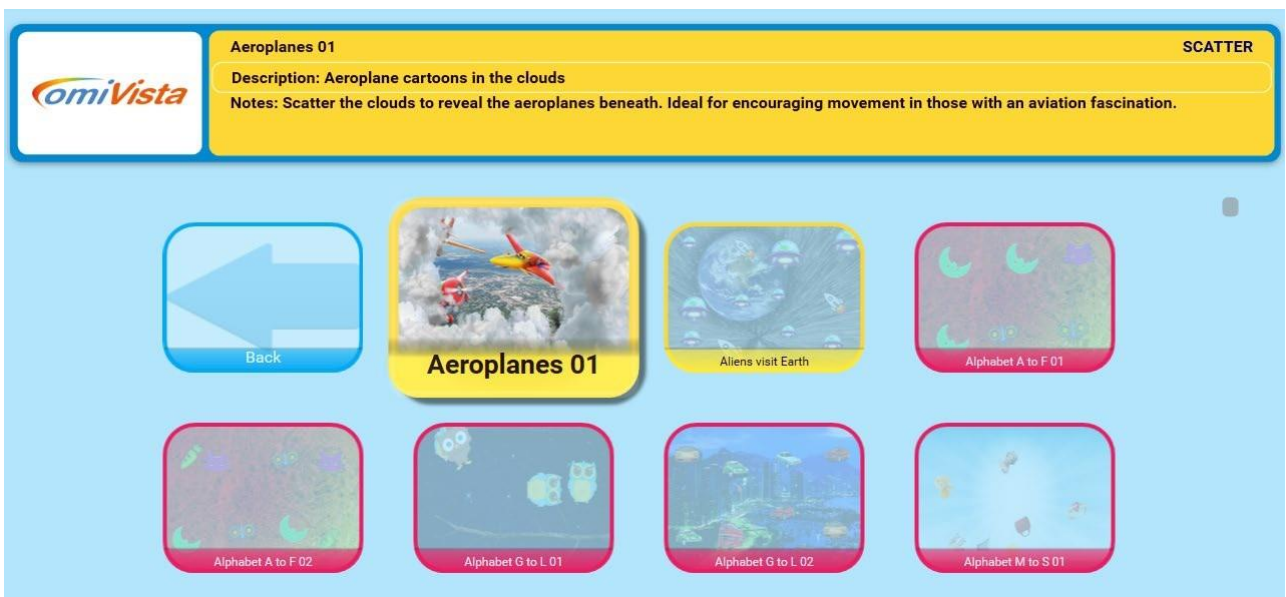 omiVista
Aeroplanes 01
SCATTER
Description: Aeroplane cartoons in the clouds
Notes: Scatter the clouds to reveal the aeroplanes beneath. Ideal for encouraging movement in those with an aviation fascination.
Back
Aeroplanes 01
Aliens visit Earth
Alphabet A to F 01
Alphabet A to F 02
Alphabet G to L 01
Alphabet G to L 02
Alphabet M to S 01